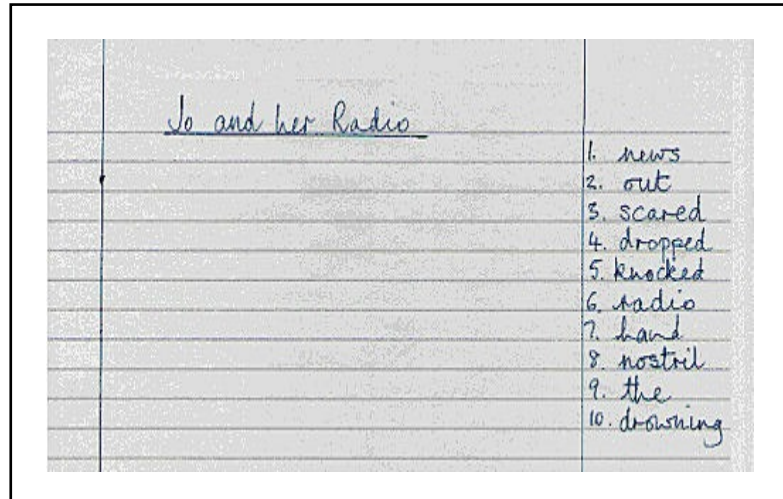 Jo and her Radio
1. news
2. out
3. scared
4. dropped
5. knocked
6. radio
7. hand
8. nostril
9. the
10. drowning